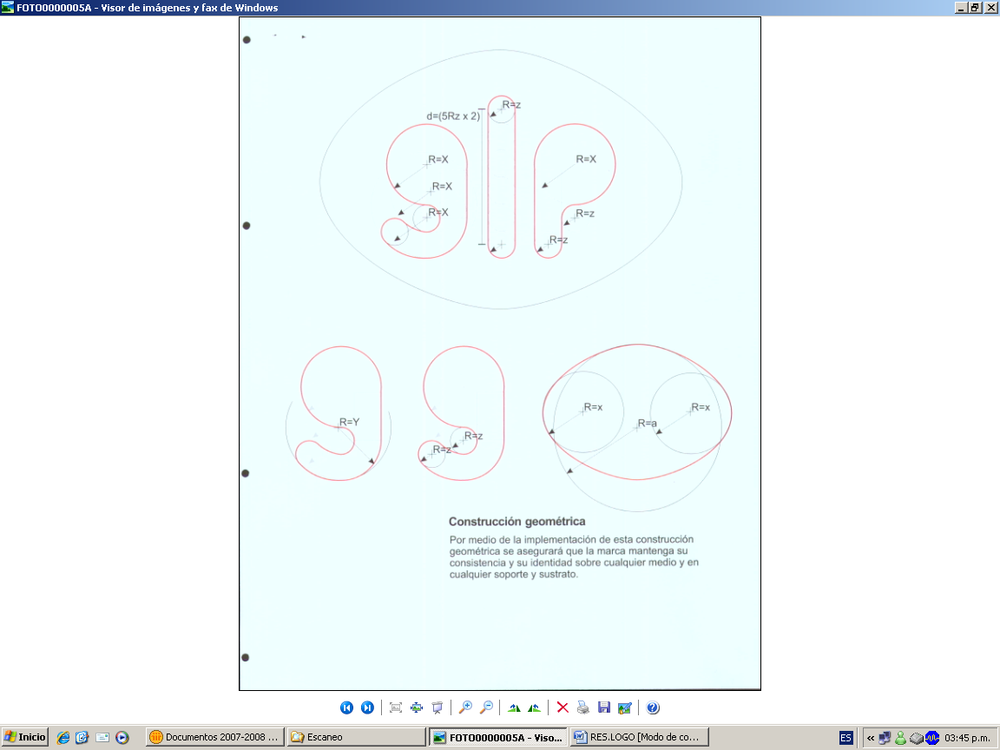 FOTO0000005A - Visor de imágenes y fax de Windows
R=z
d=(5Rz x 2)
R=X
R=X
R=X
R=X
R=z
R=z
R=Y
R=z
R=z
R=x
R=x
R=a
Construcción geométrica
Por medio de la implementación de esta construcción
geométrica se asegurará que la marca mantenga su
consistencia y su identidad sobre cualquier medio y en
cualquier soporte y sustrato.
Inicio
Documentos 2007-2008 ...
Escaneo
FOTO0000005A - Viso...
RES.LOGO [Modo de co...
ES
03:45 p.m.